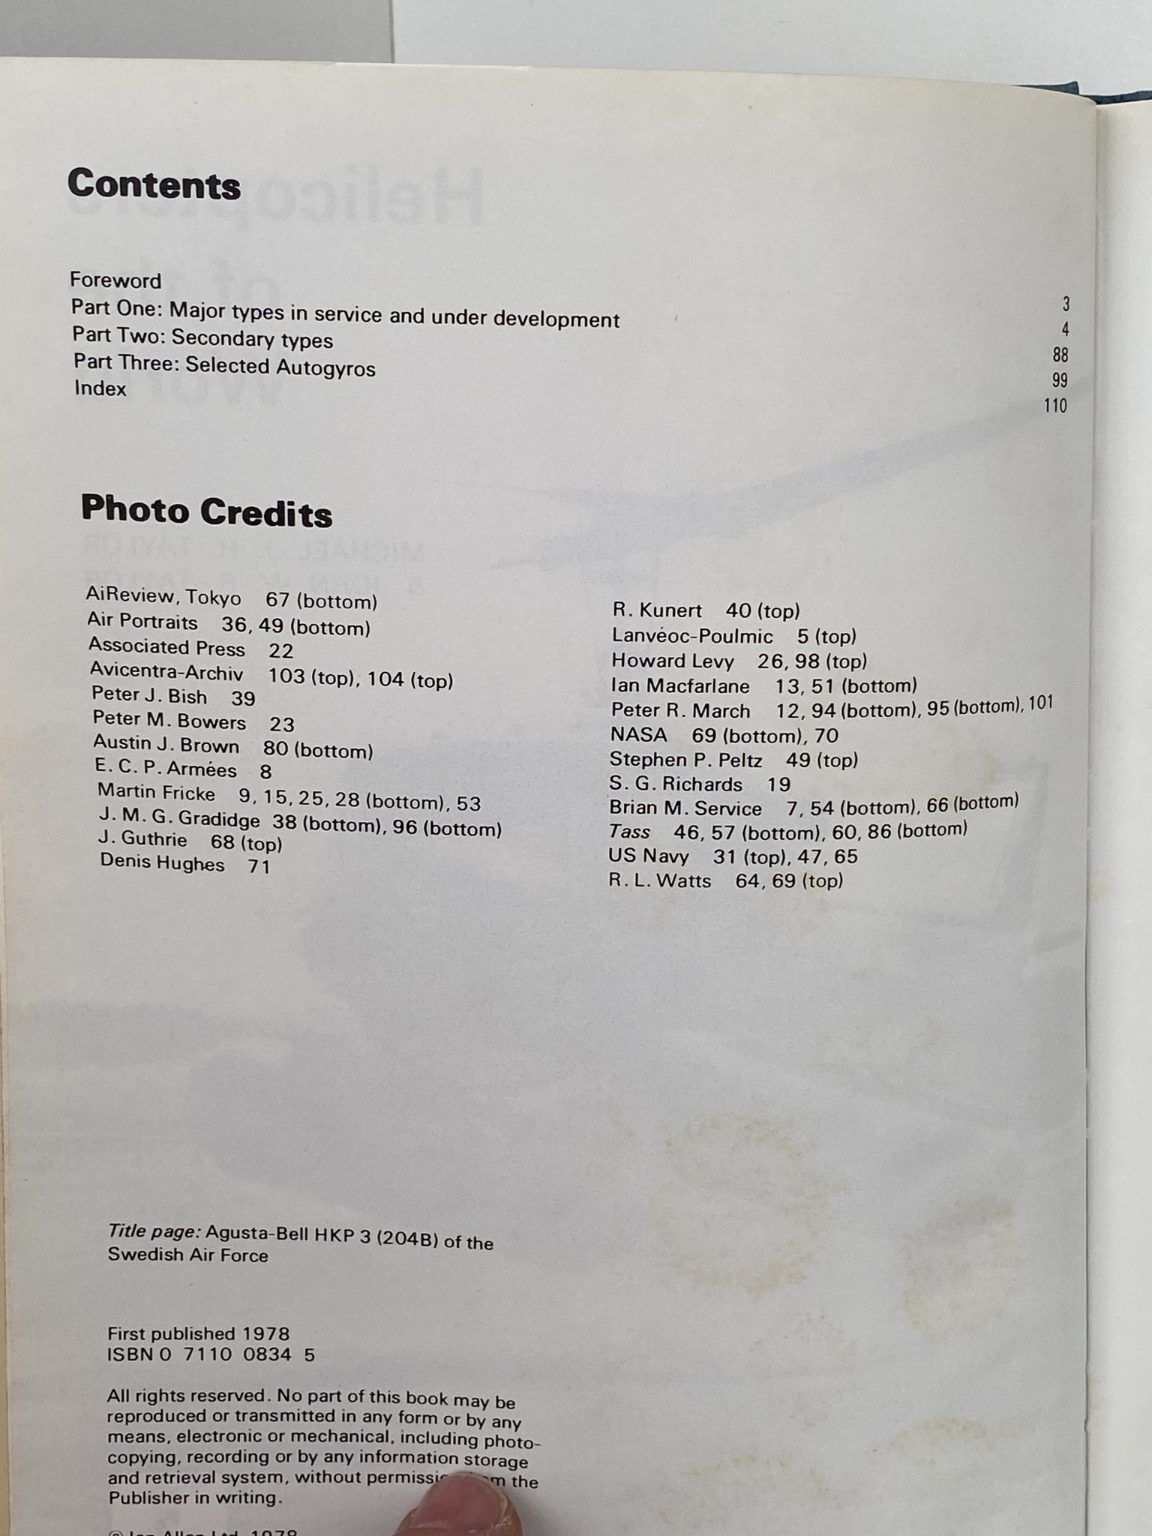 Contents
Foreword 3
Part One: Major types in service and under development 4
Part Two: Secondary types 88
Part Three: Selected Autogyros 99
Index 110
Photo Credits
AiReview, Tokyo 67 (bottom)
Air Portraits 36, 49 (bottom)
Associated Press 22
Avicentra-Archiv 103 (top), 104 (top)
Peter J. Bish 39
Peter M. Bowers 23
Austin J. Brown 80 (bottom)
E. C. P. Armées 8
Martin Fricke 9, 15, 25, 28 (bottom), 53
J. M. G. Gradidge 38 (bottom), 96 (bottom)
J. Guthrie 68 (top)
Denis Hughes 71
R. Kunert 40 (top)
Lanvéoc-Poulmic 5 (top)
Howard Levy 26, 98 (top)
Ian Macfarlane 13, 51 (bottom)
Peter R. March 12, 94 (bottom), 95 (bottom), 101
NASA 69 (bottom), 70
Stephen P. Peltz 49 (top)
S. G. Richards 19
Brian M. Service 7, 54 (bottom), 66 (bottom)
Tass 46, 57 (bottom), 60, 86 (bottom)
US Navy 31 (top), 47, 65
R. L. Watts 64, 69 (top)
Title page: Agusta-Bell HKP 3 (204B) of the
Swedish Air Force
First published 1978
ISBN 0 7110 0834 5
All rights reserved. No part of this book may be
reproduced or transmitted in any form or by any
means, electronic or mechanical, including photo-
copying, recording or by any information storage
and retrieval system, without the
Publisher in writing.
© Ian Allan Ltd, 1978